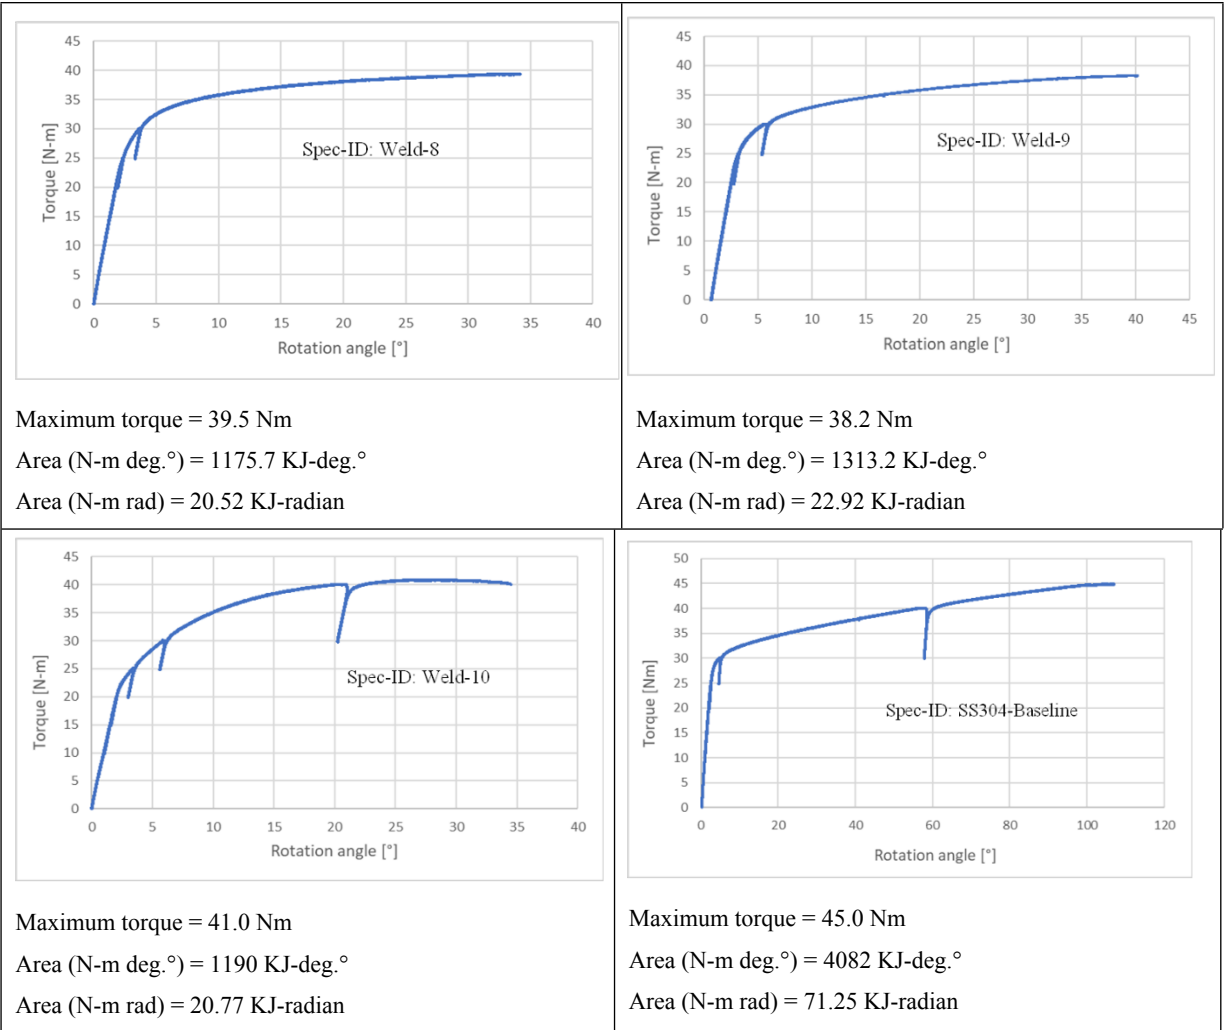 45
40
35
30
25
20
15
10
5
0
Torque [N-m]
Spec-ID: Weld-8
0 5 10 15 20 25 30 35 40
Rotation angle [°]
Maximum torque = 39.5 Nm
Area (N-m deg.°) = 1175.7 KJ-deg.°
Area (N-m rad) = 20.52 KJ-radian
45
40
35
30
25
20
15
10
5
0
Torque [N-m]
Spec-ID: Weld-9
0 5 10 15 20 25 30 35 40 45
Rotation angle [°]
Maximum torque = 38.2 Nm
Area (N-m deg.°) = 1313.2 KJ-deg.°
Area (N-m rad) = 22.92 KJ-radian
45
40
35
30
25
20
15
10
5
0
Torque [N-m]
Spec-ID: Weld-10
0 5 10 15 20 25 30 35 40
Rotation angle [°]
Maximum torque = 41.0 Nm
Area (N-m deg.°) = 1190 KJ-deg.°
Area (N-m rad) = 20.77 KJ-radian
50
45
40
35
30
25
20
15
10
5
0
Torque [Nm]
Spec-ID: SS304-Baseline
0 20 40 60 80 100 120
Rotation angle [°]
Maximum torque = 45.0 Nm
Area (N-m deg.°) = 4082 KJ-deg.°
Area (N-m rad) = 71.25 KJ-radian